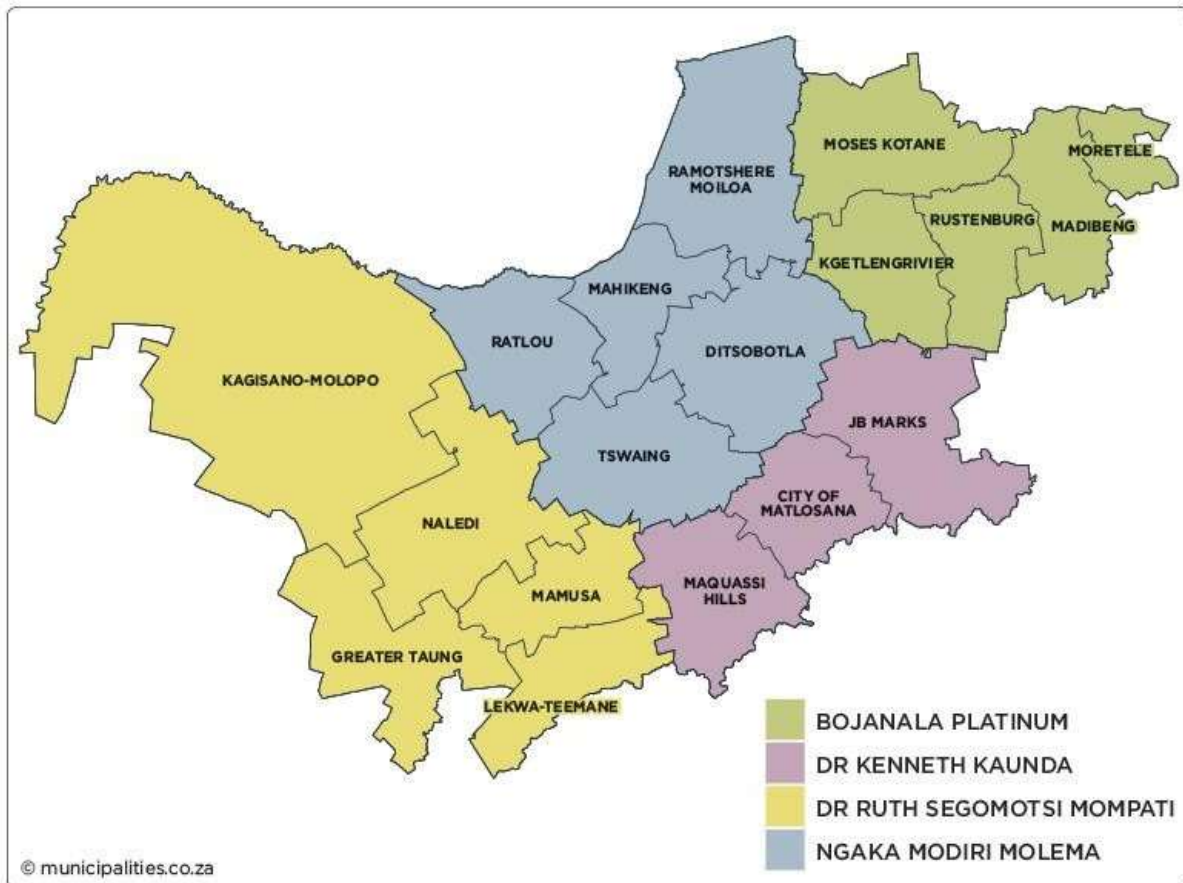 MOSES KOTANE
MORETELE
RAMOTSHERE
MOILOA
RUSTENBURG
MADIBENG
KGETLENGRIVIER
MAHIKENG
RATLOU
DITSOBOTLA
KAGISANO-MOLOPO
JB MARKS
TSWAING
CITY OF
MATLOSANA
NALEDI
MAQUASSI
HILLS
MAMUSA
GREATER TAUNG
LEKWA-TEEMANE
BOJANALA PLATINUM
DR KENNETH KAUNDA
DR RUTH SEGOMOTSI MOMPATI
NGAKA MODIRI MOLEMA
© municipalities.co.za